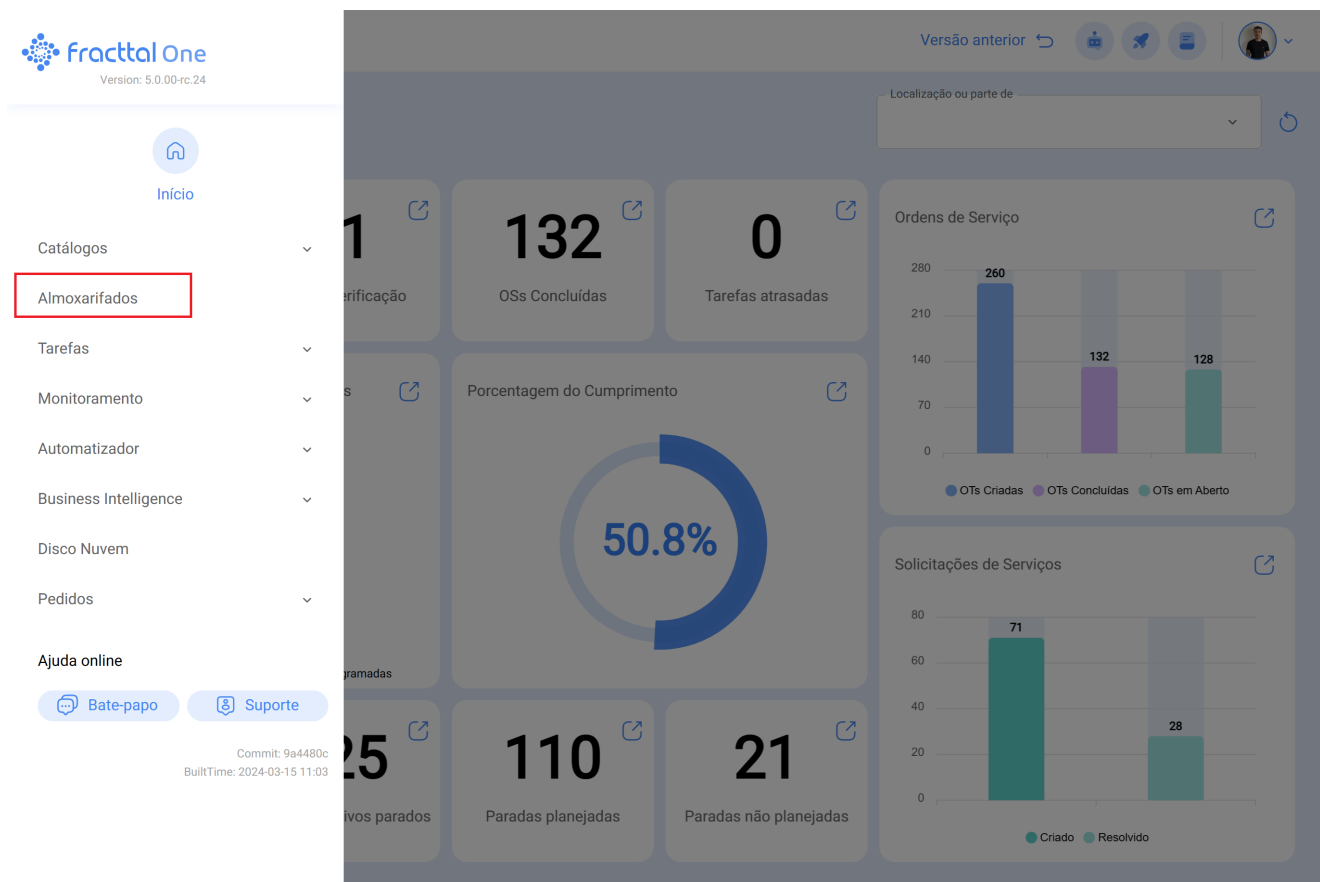 fracttal One
Version: 5.0.00-rc.24
Início
Catálogos
Almoxarifados
Tarefas
Monitoramento
Automatizador
Business Intelligence
Disco Nuvem
Pedidos
Ajuda online
Bate-papo
Suporte
Commit: 9a4480c
BuiltTime: 2024-03-15 11:03
Versão anterior
Localização ou parte de
1
erificação
132
OSs Concluídas
0
Tarefas atrasadas
Ordens de Serviço
280
210
140
70
0
260
132
128
OTs Criadas OTs Concluídas OTs em Aberto
s
gramadas
Porcentagem do Cumprimento
50.8%
Solicitações de Serviços
80
60
40
20
0
71
28
Criado Resolvido
25
ivos parados
110
Paradas planejadas
21
Paradas não planejadas